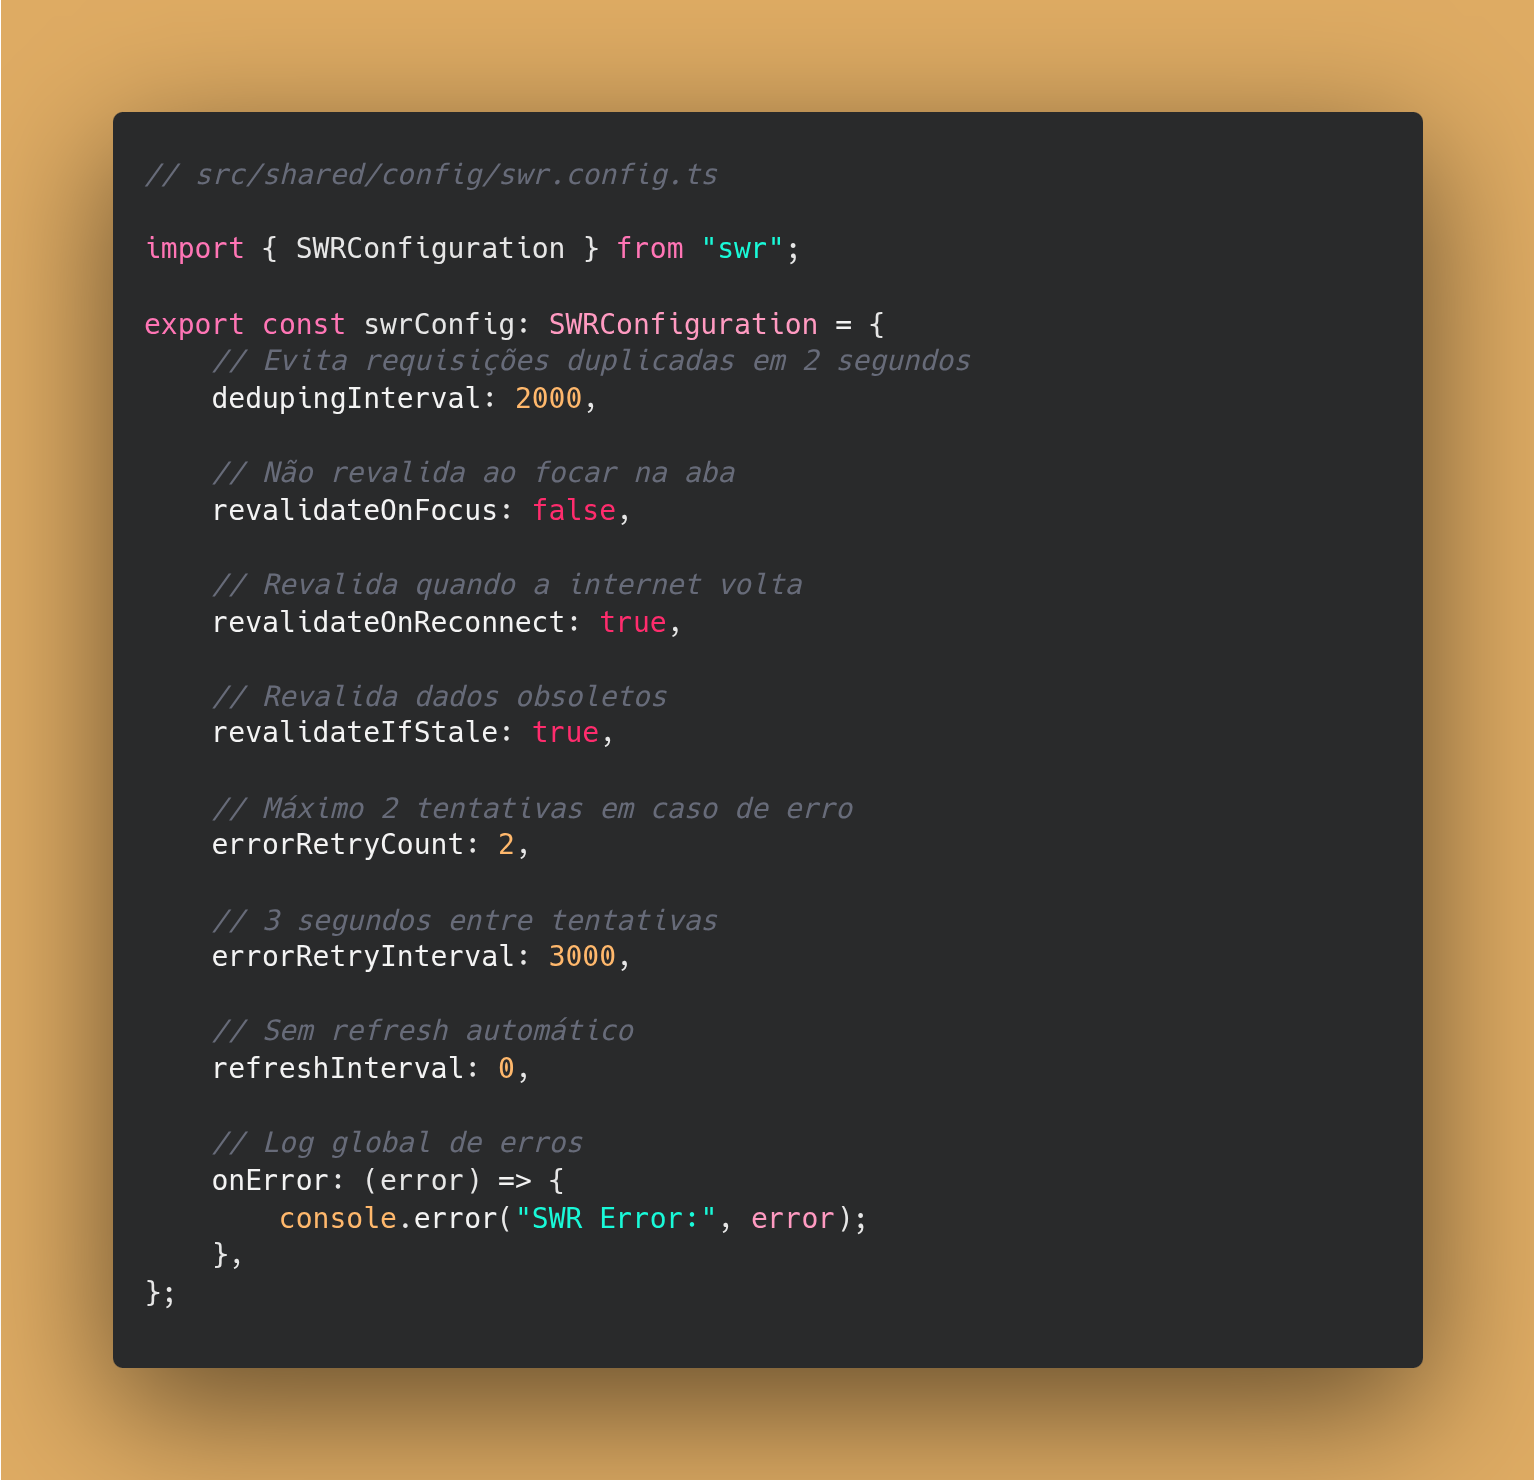 // src/shared/config/swr.config.ts

import { SWRConfiguration } from "swr";

export const swrConfig: SWRConfiguration = {
    // Evita requisições duplicadas em 2 segundos
    dedupingInterval: 2000,

    // Não revalida ao focar na aba
    revalidateOnFocus: false,

    // Revalida quando a internet volta
    revalidateOnReconnect: true,

    // Revalida dados obsoletos
    revalidateIfStale: true,

    // Máximo 2 tentativas em caso de erro
    errorRetryCount: 2,

    // 3 segundos entre tentativas
    errorRetryInterval: 3000,

    // Sem refresh automático
    refreshInterval: 0,

    // Log global de erros
    onError: (error) => {
        console.error("SWR Error:", error);
    },
};